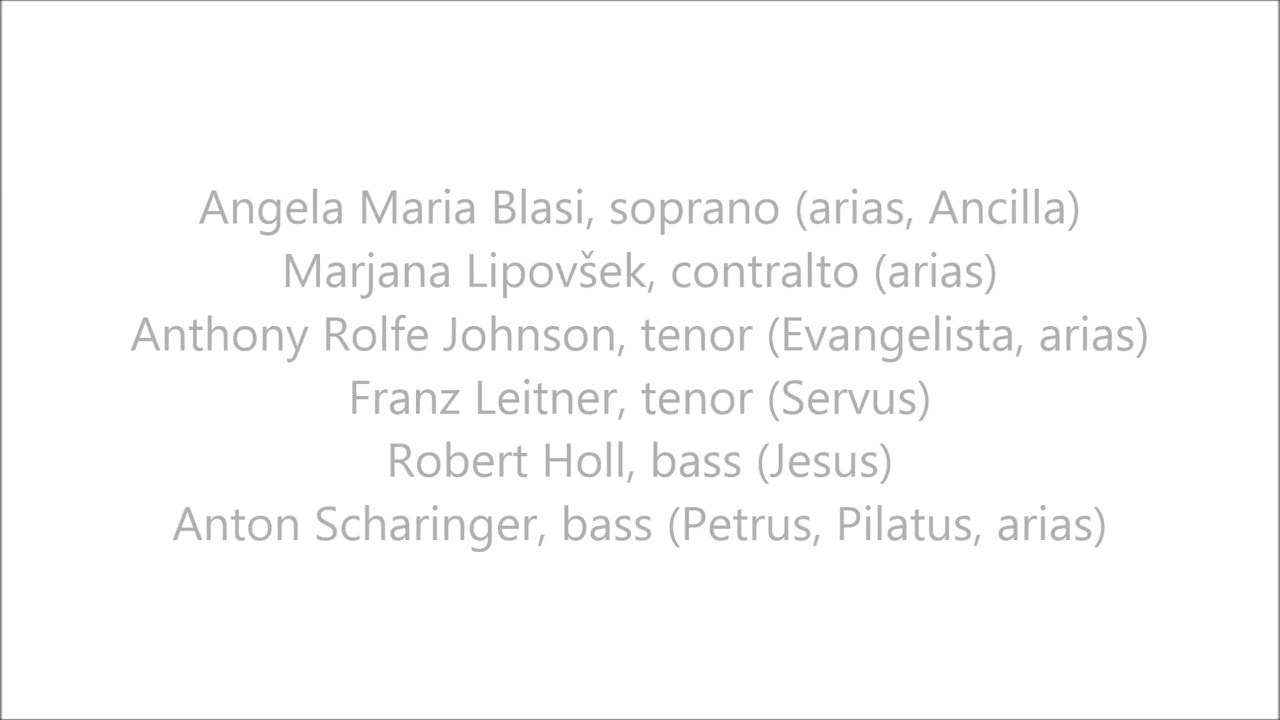 Angela Maria Blasi, soprano (arias, Ancilla)
Marjana Lipovšek, contralto (arias)
Anthony Rolfe Johnson, tenor (Evangelista, arias)
Franz Leitner, tenor (Servus)
Robert Holl, bass (Jesus)
Anton Scharinger, bass (Petrus, Pilatus, arias)